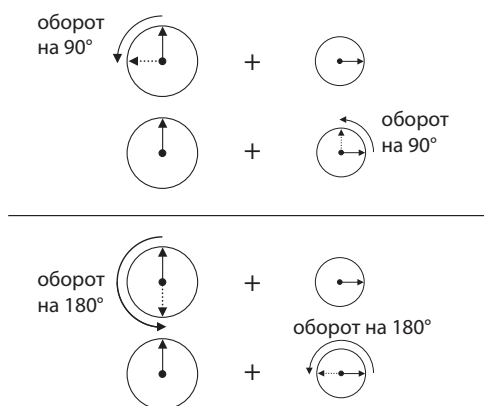 оборот
на 90°
+
+
оборот
на 90°
оборот
на 180°
+
оборот на 180°
+